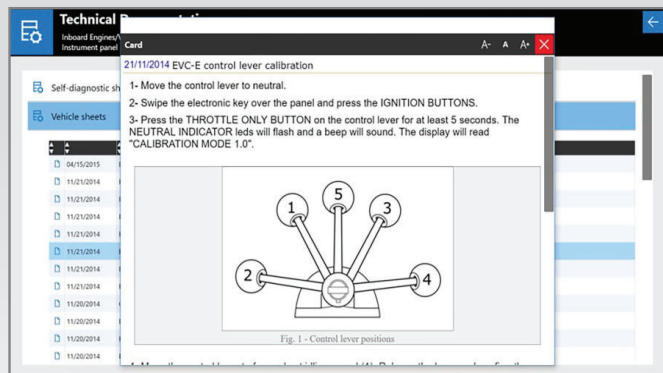 Technical
Inboard Engines/
Instrument panel
Card
A- A A+
21/11/2014 EVC-E control lever calibration
Self-diagnostic sh
Vehicle sheets
1- Move the control lever to neutral.
2- Swipe the electronic key over the panel and press the IGNITION BUTTONS.
3- Press the THROTTLE ONLY BUTTON on the control lever for at least 5 seconds. The
NEUTRAL INDICATOR leds will flash and a beep will sound. The display will read
"CALIBRATION MODE 1.0".
04/15/2015
11/21/2014
11/21/2014
11/21/2014
11/21/2014
11/21/2014
11/21/2014
11/21/2014
11/20/2014
11/20/2014
11/20/2014
11/20/2014
1
5
3
2
4
Fig. 1 - Control lever positions